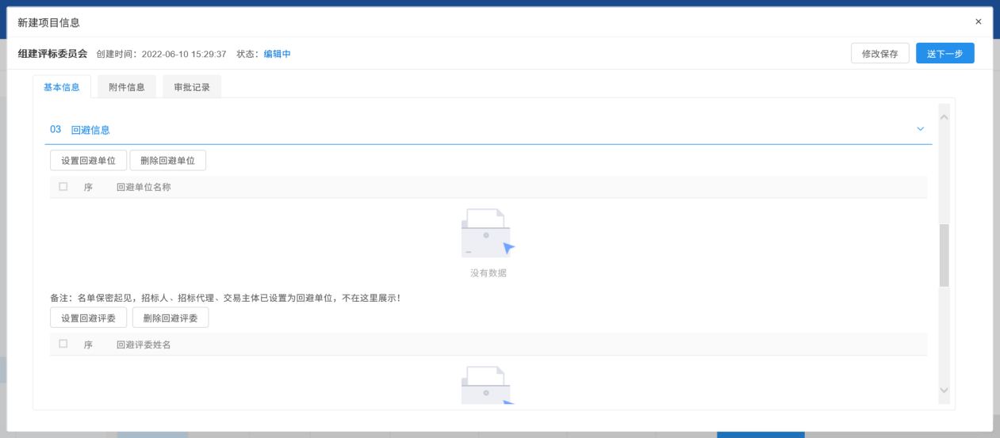 新建项目信息 ×
组建评标委员会 创建时间：2022-06-10 15:29:37 状态：编辑中 修改保存 送下一步
基本信息 附件信息 审批记录
03 回避信息
设置回避单位 删除回避单位
序 回避单位名称
没有数据
备注：名单保密起见，招标人、招标代理、交易主体已设置为回避单位，不在这里展示！
设置回避评委 删除回避评委
序 回避评委姓名